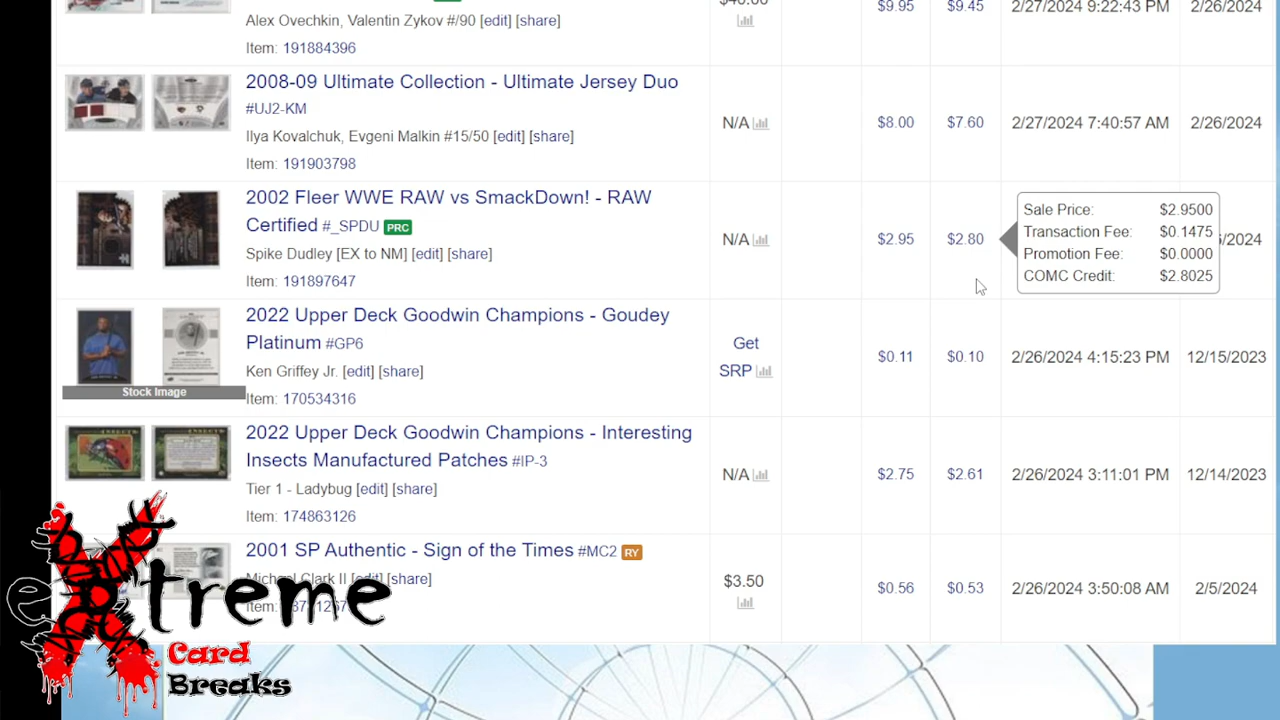 Alex Ovechkin, Valentin Zykov #/90 [edit] [share]
$9.95 $9.45 2/27/2024 9:22:43 PM 2/26/2024
Item: 191884396
2008-09 Ultimate Collection - Ultimate Jersey Duo
#UJ2-KM
N/A $8.00 $7.60 2/27/2024 7:40:57 AM 2/26/2024
Ilya Kovalchuk, Evgeni Malkin #15/50 [edit] [share]
Item: 191903798
2002 Fleer WWE RAW vs SmackDown! - RAW
Certified #_SPDU PRC
Spike Dudley [EX to NM] [edit] [share]
Item: 191897647
N/A $2.95 $2.80
Sale Price: $2.9500
Transaction Fee: $0.1475
Promotion Fee: $0.0000
COMC Credit: $2.8025
/2024
2022 Upper Deck Goodwin Champions - Goudey
Platinum #GP6
Ken Griffey Jr. [edit] [share]
Stock Image
Item: 170534316
Get
SRP
$0.11 $0.10 2/26/2024 4:15:23 PM 12/15/2023
2022 Upper Deck Goodwin Champions - Interesting
Insects Manufactured Patches #IP-3
Tier 1 - Ladybug [edit] [share]
Item: 174863126
N/A $2.75 $2.61 2/26/2024 3:11:01 PM 12/14/2023
2001 SP Authentic - Sign of the Times #MC2 RY
Michael Clark II [edit] [share]
Item:
$3.50 $0.56 $0.53 2/26/2024 3:50:08 AM 2/5/2024
eXtreme
Card
Breaks